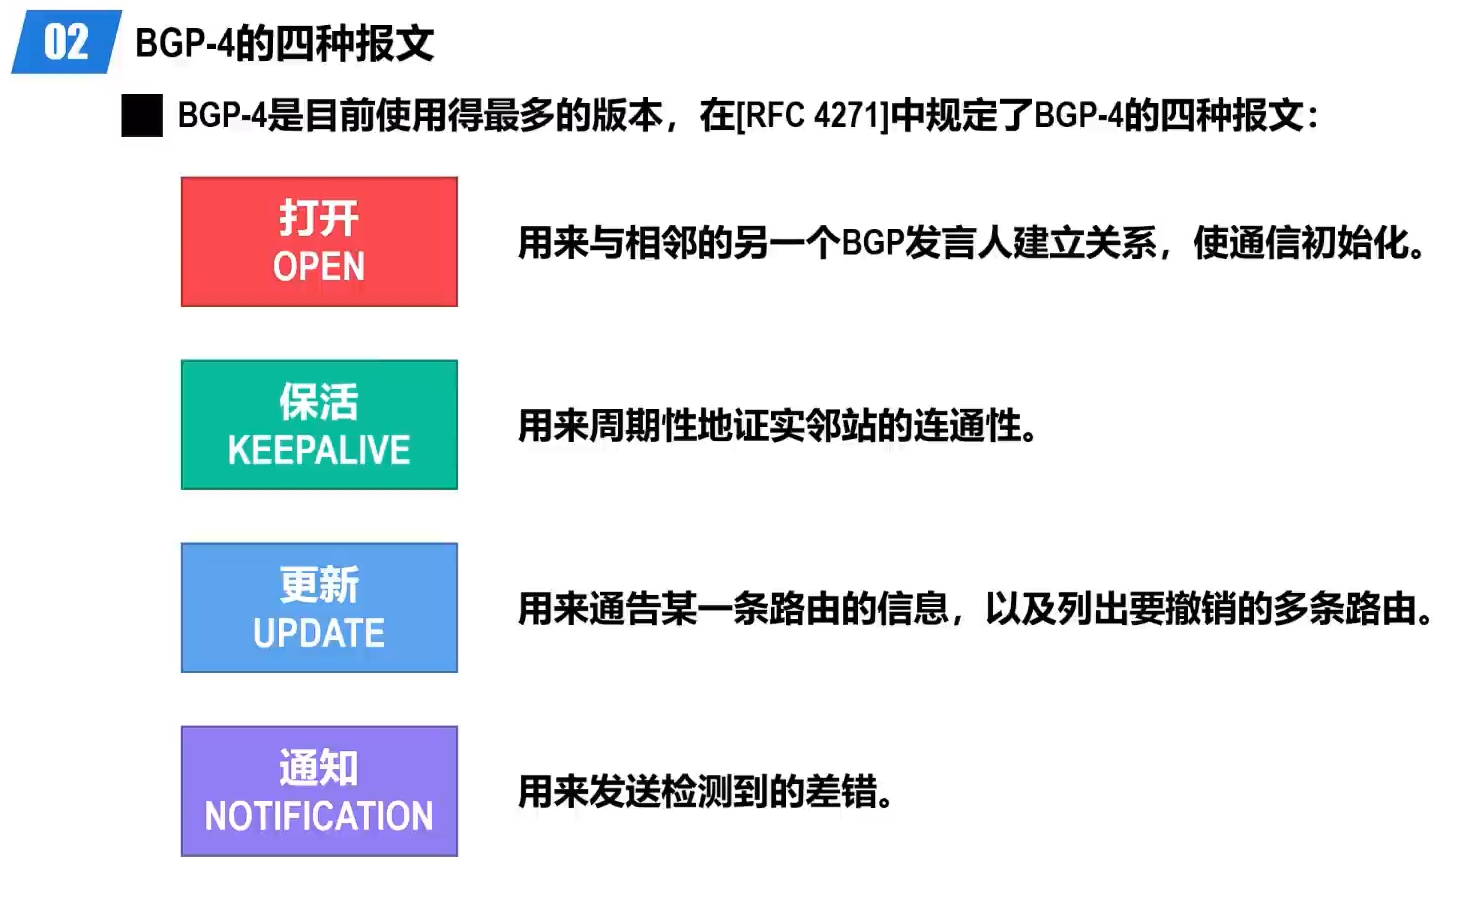 02 BGP-4的四种报文
BGP-4是目前使用得最多的版本，在[RFC 4271]中规定了BGP-4的四种报文：
打开
OPEN
用来与相邻的另一个BGP发言人建立关系，使通信初始化。
保活
KEEPALIVE
用来周期性地证实邻站的连通性。
更新
UPDATE
用来通告某一条路由的信息，以及列出要撤销的多条路由。
通知
NOTIFICATION
用来发送检测到的差错。